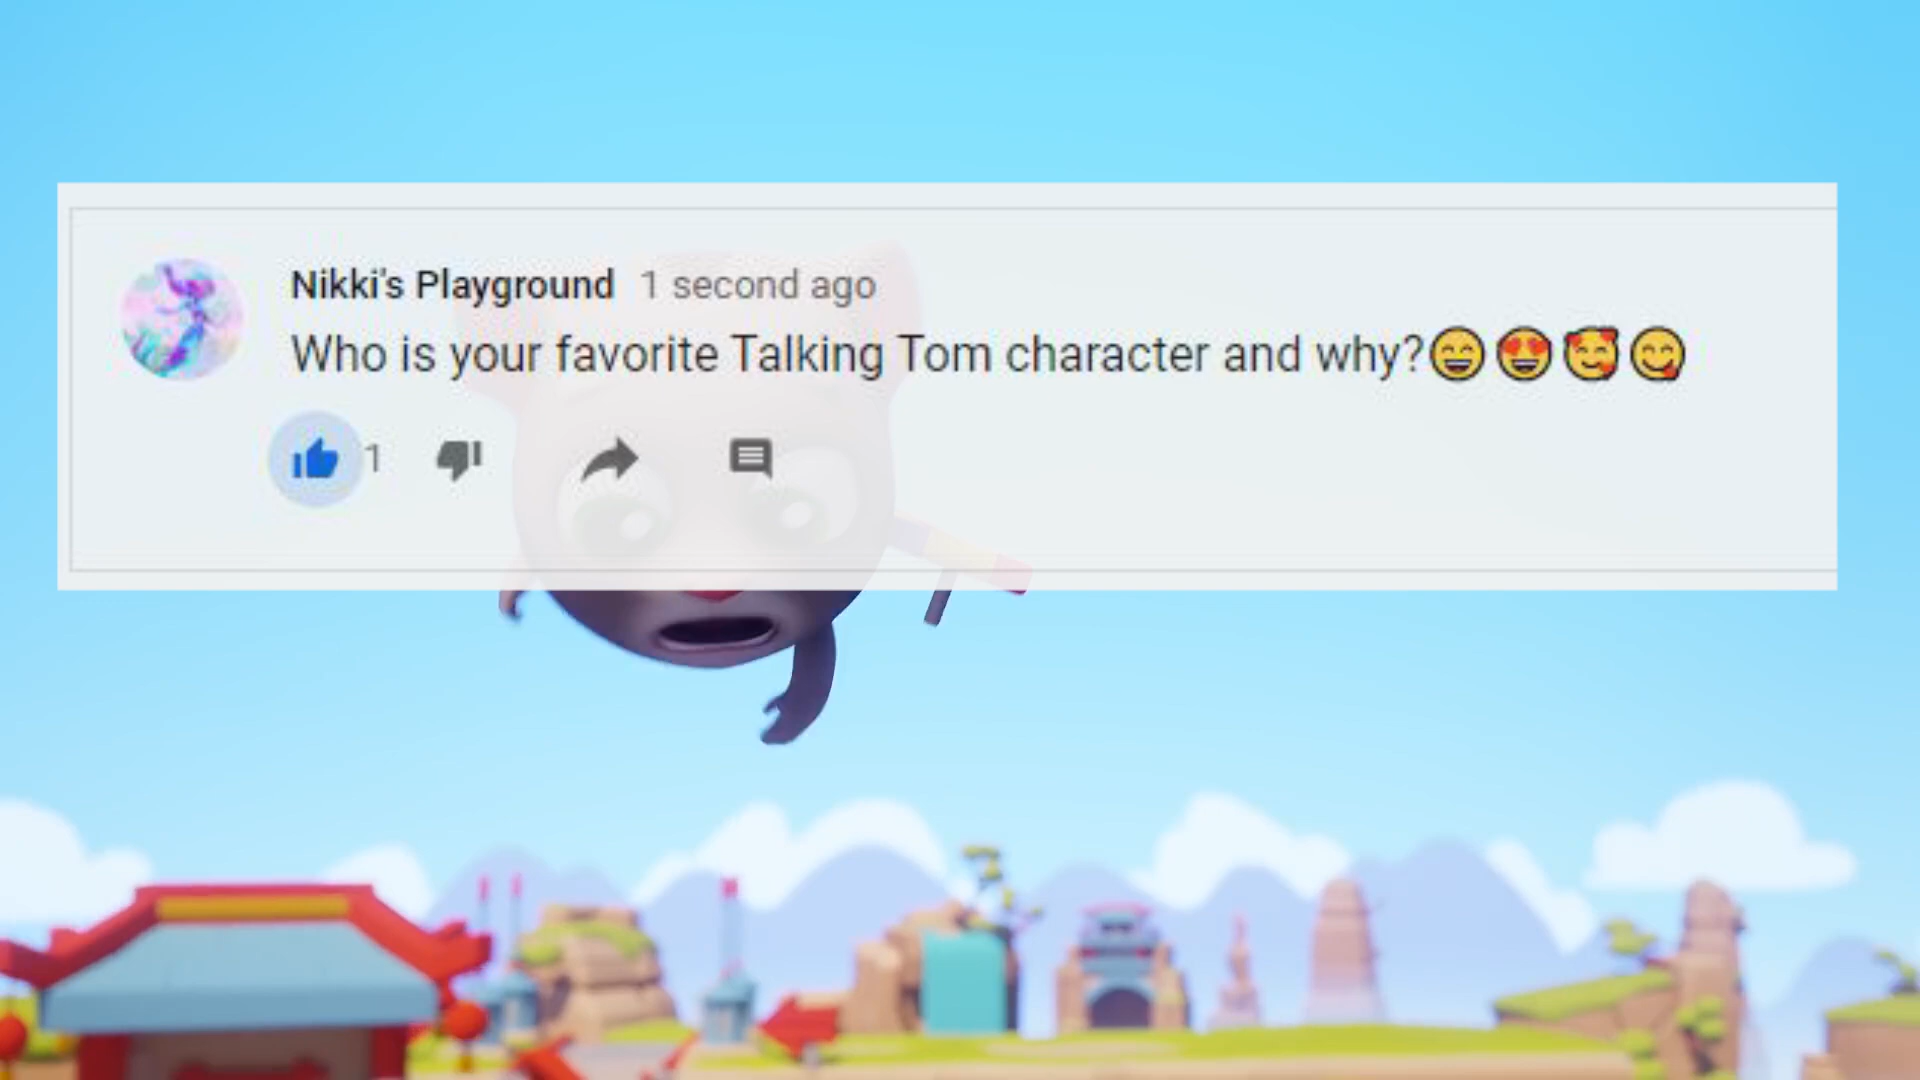 Nikki's Playground 1 second ago
Who is your favorite Talking Tom character and why?😄😍🥰😋
1